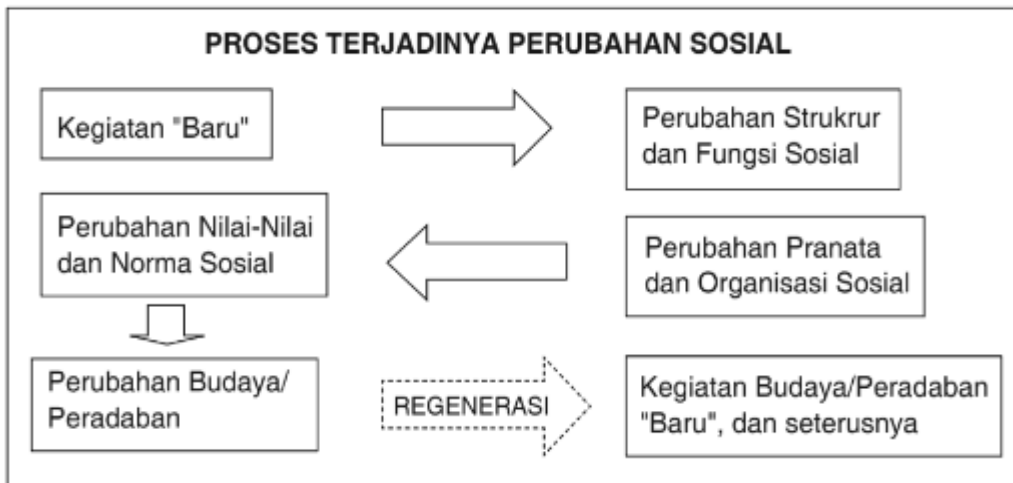 PROSES TERJADINYA PERUBAHAN SOSIAL
Kegiatan "Baru"
Perubahan Strukrur
dan Fungsi Sosial
Perubahan Nilai-Nilai
dan Norma Sosial
Perubahan Pranata
dan Organisasi Sosial
Perubahan Budaya/
Peradaban
REGENERASI
Kegiatan Budaya/Peradaban
"Baru", dan seterusnya